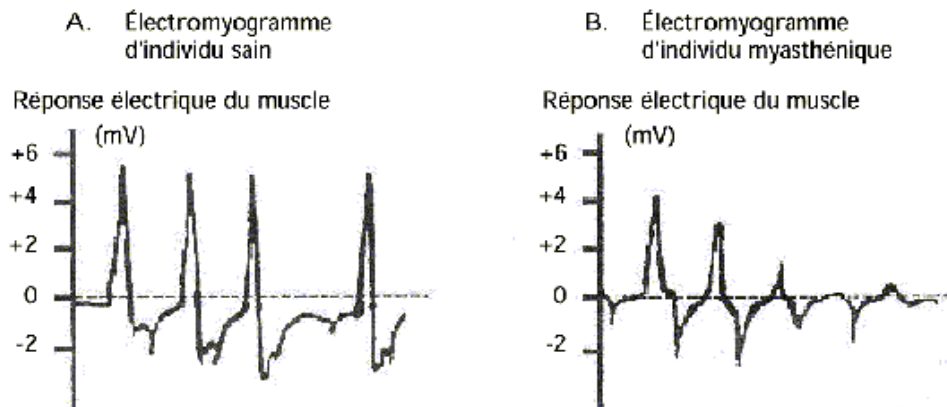 A. Électromyogramme
d'individu sain
Réponse électrique du muscle
(mV)
+6
+4
+2
0
-2
B. Électromyogramme
d'individu myasthénique
Réponse électrique du muscle
(mV)
+6
+4
+2
0
-2